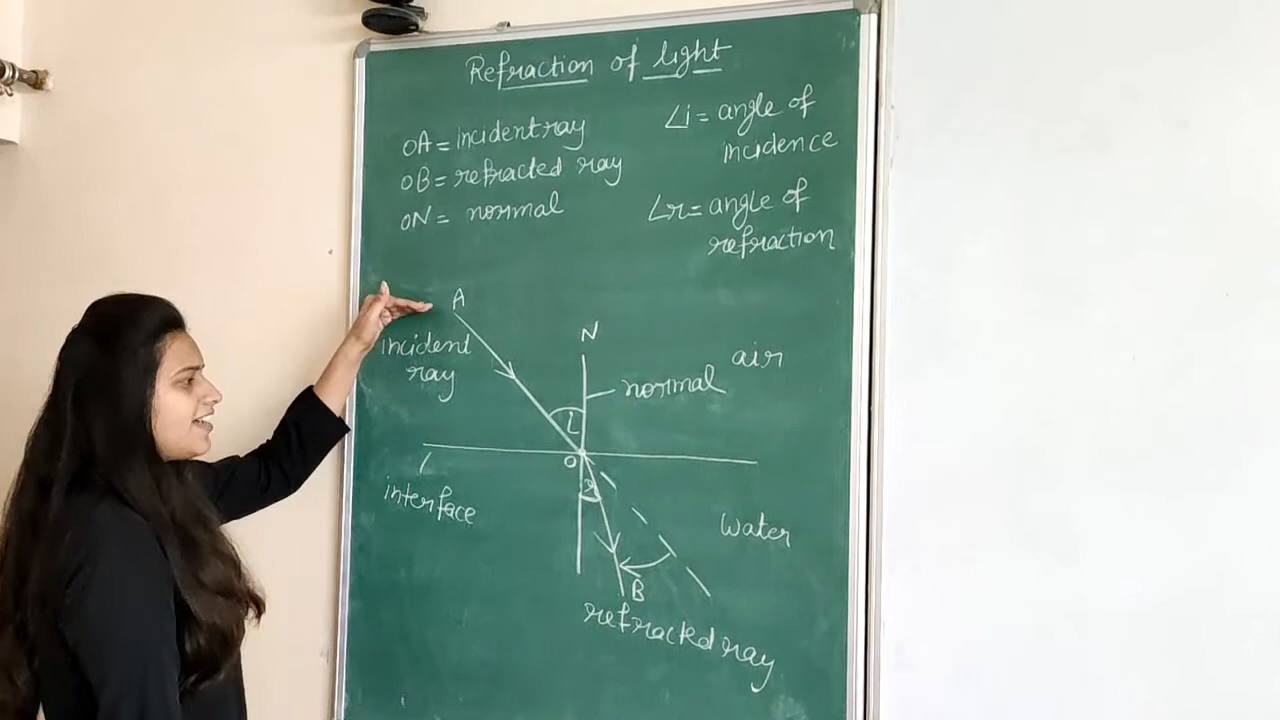 Refraction of light
OA = incident ray
OB = refracted ray
ON = normal
∠i = angle of
incidence
∠r = angle of
refraction
A
incident
ray
N
normal
air
i
O
r
interface
water
B
refracted ray